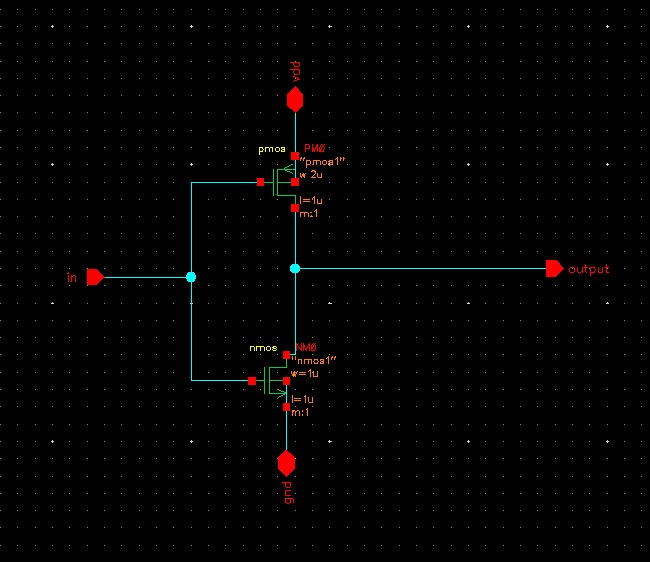 vdd
pmos PM0
"pmos1"
w 2u
l=1u
m:1
in
output
nmos NM0
"nmos1"
w=1u
l=1u
m:1
gnd